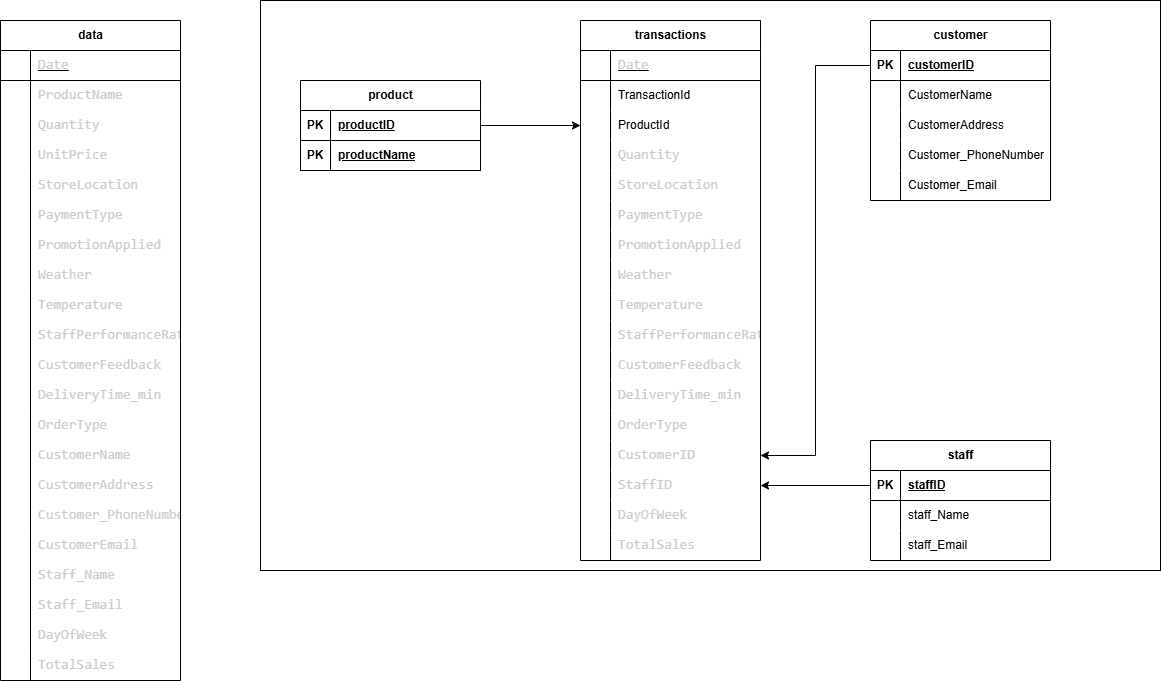 data
Date
ProductName
Quantity
UnitPrice
StoreLocation
PaymentType
PromotionApplied
Weather
Temperature
StaffPerformanceRat
CustomerFeedback
DeliveryTime_min
OrderType
CustomerName
CustomerAddress
Customer_PhoneNumbe
CustomerEmail
Staff_Name
Staff_Email
DayOfWeek
TotalSales
product
PK productID
PK productName
transactions
Date
TransactionId
ProductId
Quantity
StoreLocation
PaymentType
PromotionApplied
Weather
Temperature
StaffPerformanceRat
CustomerFeedback
DeliveryTime_min
OrderType
CustomerID
StaffID
DayOfWeek
TotalSales
customer
PK customerID
CustomerName
CustomerAddress
Customer_PhoneNumber
Customer_Email
staff
PK staffID
staff_Name
staff_Email